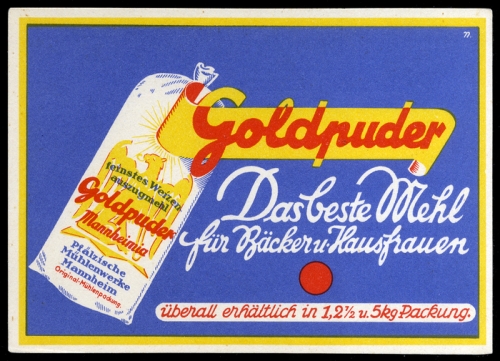 77.
Goldpuder
feinstes Weizen
auszugmehl
Goldpuder
Mannheimia
Pfälzische
Mühlenwerke
Mannheim
Original-Mühlenpackung.
Das beste Mehl
für Bäcker u. Hausfrauen
überall erhältlich in 1, 2½ u. 5kg Packung.